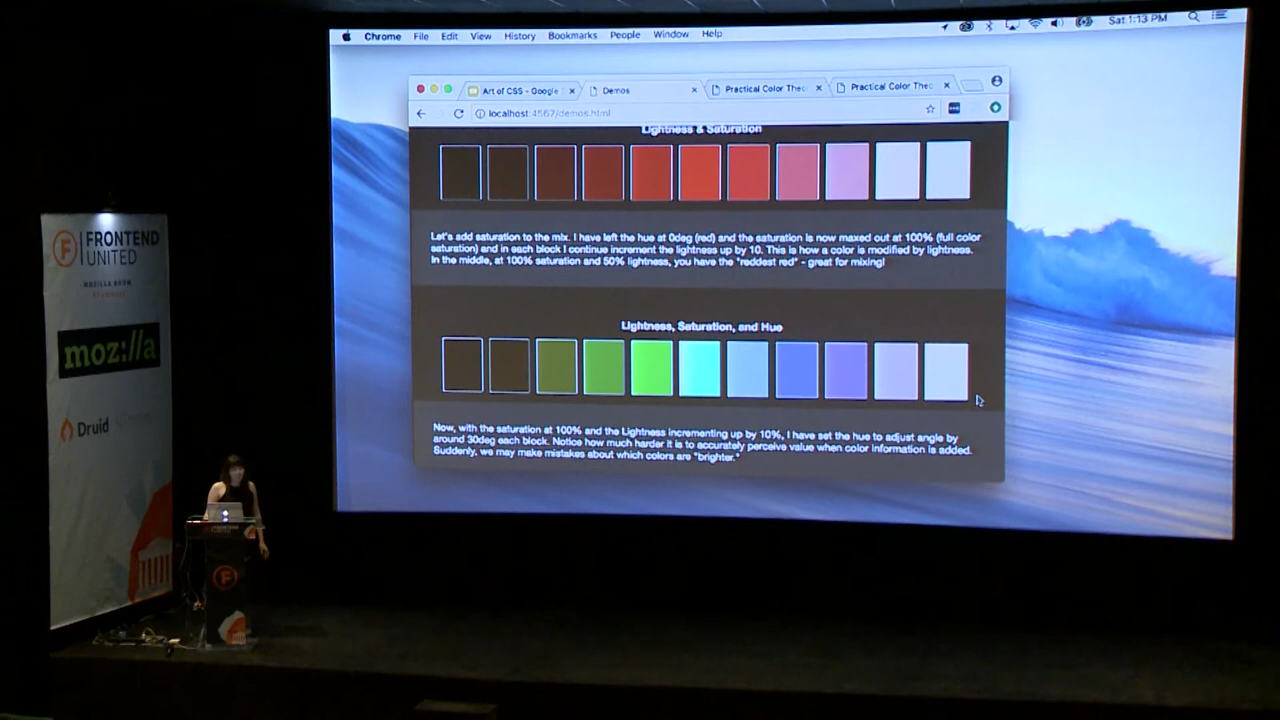 Chrome File Edit View History Bookmarks People Window Help
Sat 1:13 PM
Art of CSS - Google
Demos
Practical Color Theo
Practical Color Theo
localhost:4567/demos.html
Lightness & Saturation
Let's add saturation to the mix. I have left the hue at 0deg (red) and the saturation is now maxed out at 100% (full color
saturation) and in each block I continue increment the lightness up by 10. This is how a color is modified by lightness.
In the middle, at 100% saturation and 50% lightness, you have the "reddest red" - great for mixing!
Lightness, Saturation, and Hue
Now, with the saturation at 100% and the Lightness incrementing up by 10%, I have set the hue to adjust angle by
around 30deg each block. Notice how much harder it is to accurately perceive value when color information is added.
Suddenly, we may make mistakes about which colors are "brighter."
F FRONTEND
UNITED
MOZILLA ROOM
moz://a
Druid
FRONTEND
F